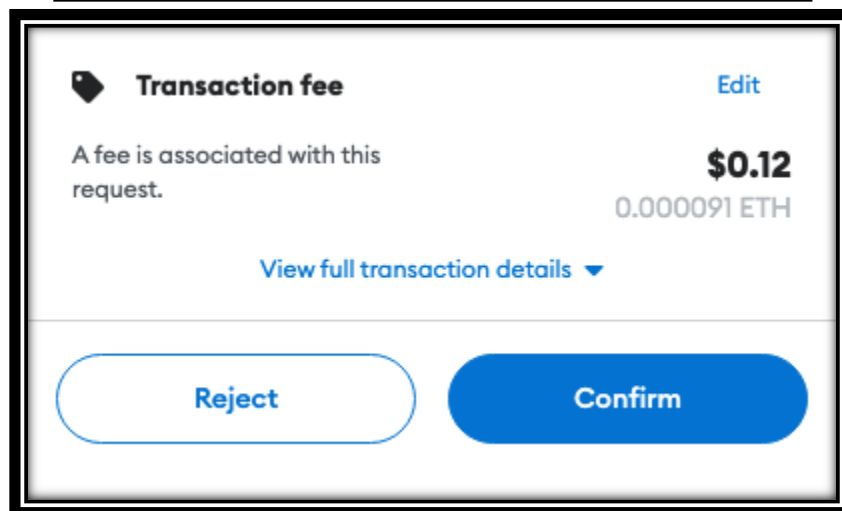 Transaction fee
Edit
A fee is associated with this
request.
$0.12
0.000091 ETH
View full transaction details
Reject
Confirm